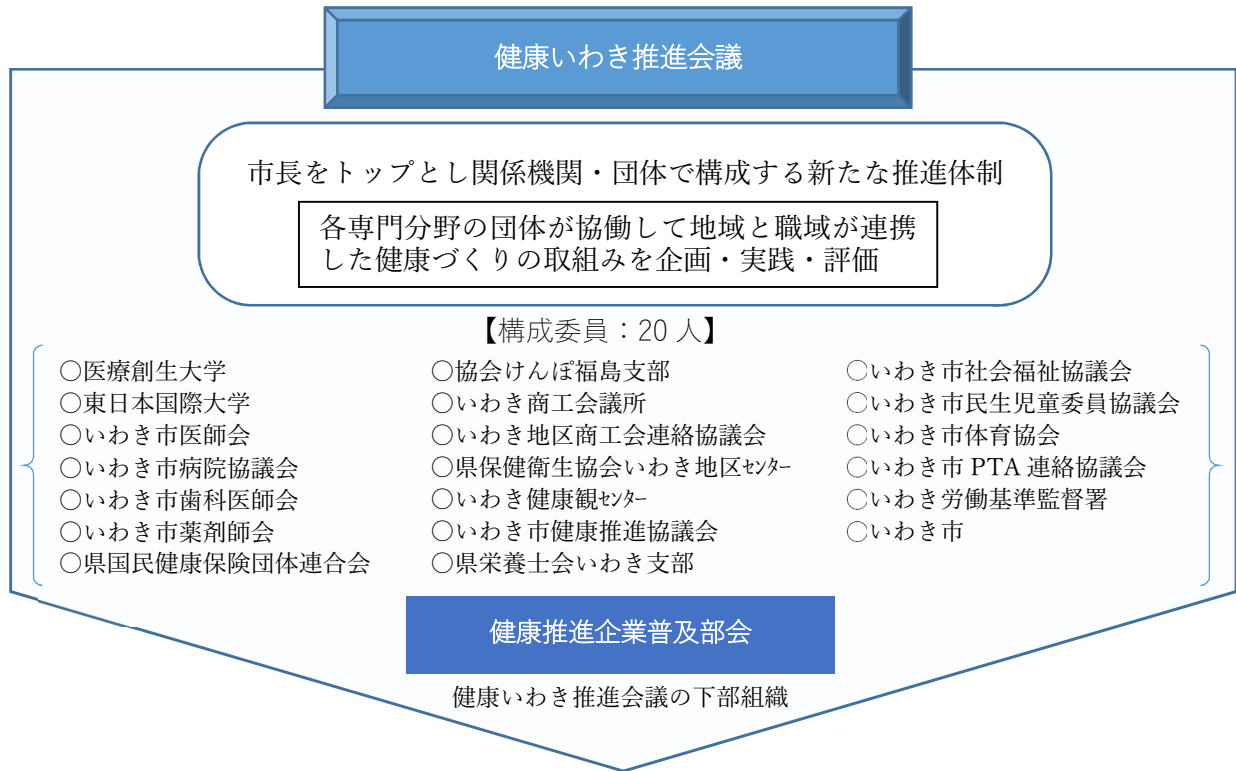 健康いわき推進会議
市長をトップとし関係機関・団体で構成する新たな推進体制
各専門分野の団体が協働して地域と職域が連携
した健康づくりの取組みを企画・実践・評価
【構成委員：20 人】
○医療創生大学
○東日本国際大学
○いわき市医師会
○いわき市病院協議会
○いわき市歯科医師会
○いわき市薬剤師会
○県国民健康保険団体連合会
○協会けんぽ福島支部
○いわき商工会議所
○いわき地区商工会連絡協議会
○県保健衛生協会いわき地区ｾﾝﾀｰ
○いわき健康観ｾﾝﾀｰ
○いわき市健康推進協議会
○県栄養士会いわき支部
○いわき市社会福祉協議会
○いわき市民生児童委員協議会
○いわき市体育協会
○いわき市 PTA 連絡協議会
○いわき労働基準監督署
○いわき市
健康推進企業普及部会
健康いわき推進会議の下部組織